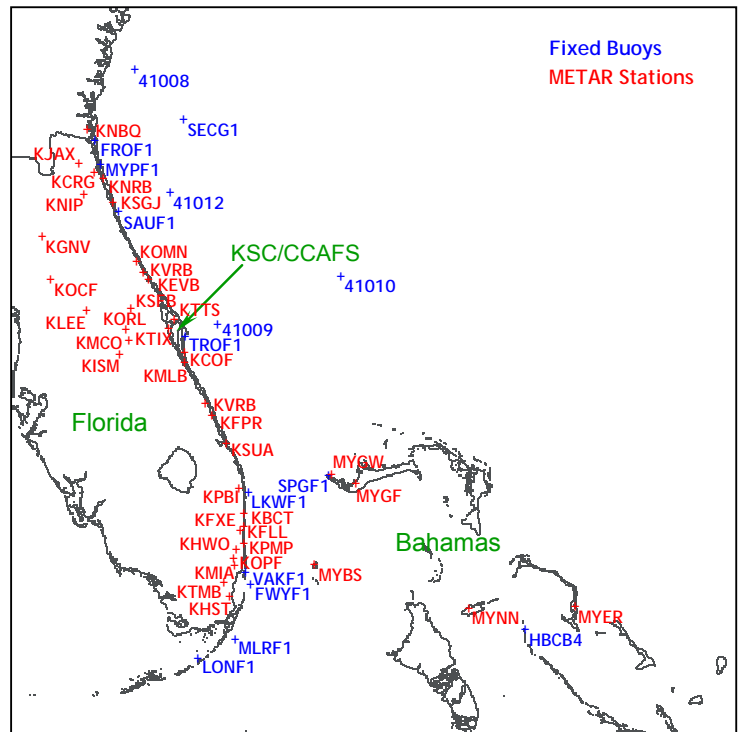 Fixed Buoys
METAR Stations
41008
SECG1
KNBQ
FROF1
KJAX
MYPF1
KCRG
KNRB
KNIP
41012
KSGJ
SAUF1
KGNV
KOMN
KSC/CCAFS
KVRB
KEVB
41010
KOCF
KSFB
KTTS
KLEE
KORL
41009
KMCO
KTIX
TROF1
KISM
KCOF
KMLB
KVRB
Florida
KFPR
KSUA
MYGW
SPGF1
MYGF
KPBI
LKWF1
KFXE
KBCT
KFLL
KHWO
KPMP
Bahamas
KOPF
KMIA
VAKF1
MYBS
KTMB
FWYF1
KHST
MYNN
MYER
HBCB4
MLRF1
LONF1